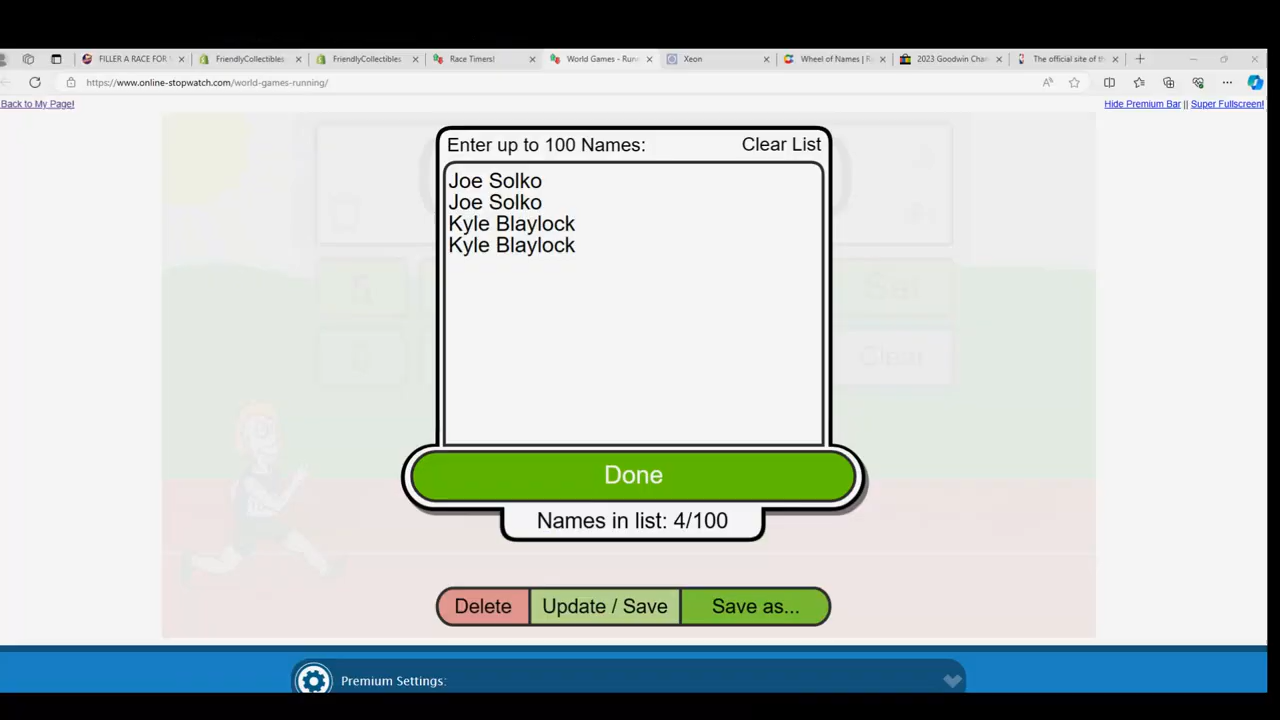 FILLER A RACE FOR
FriendlyCollectibles
FriendlyCollectibles
Race Timers!
World Games - Runn
Xeon
Wheel of Names | R
2023 Goodwin Cha
The official site of th
https://www.online-stopwatch.com/world-games-running/
Back to My Page!
Hide Premium Bar || Super Fullscreen!
Enter up to 100 Names:
Clear List
Joe Solko
Joe Solko
Kyle Blaylock
Kyle Blaylock
Set
Clear
Done
Names in list: 4/100
Delete
Update / Save
Save as...
Premium Settings: